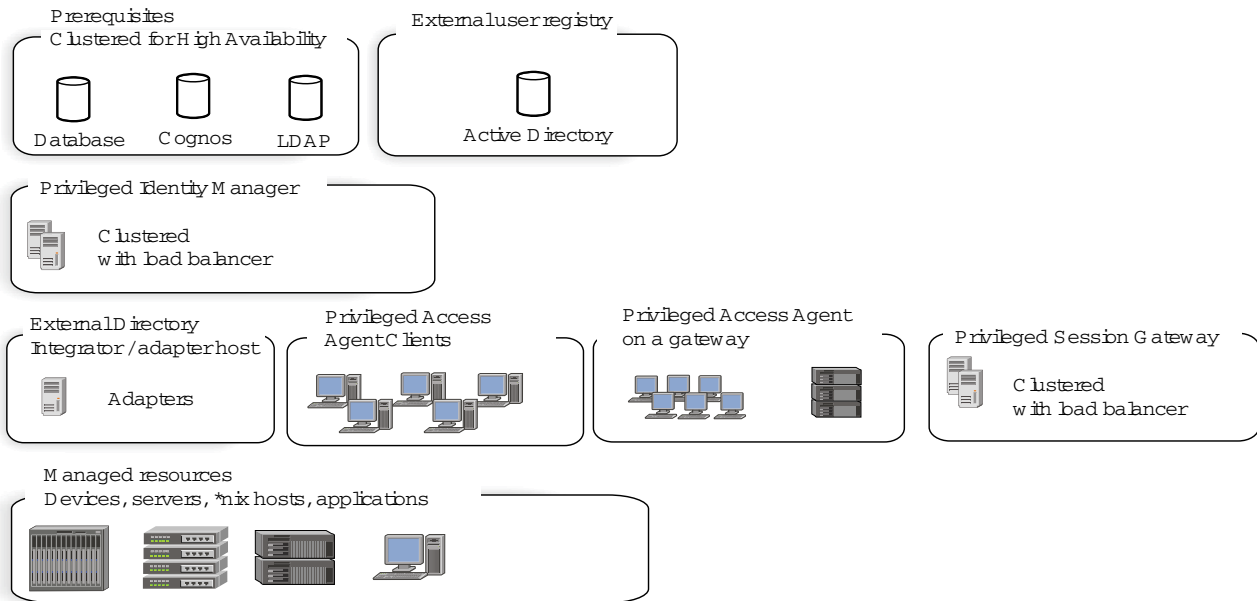 Prerequisites
Clustered for High Availability
Database
Cognos
LDAP
External user registry
Active Directory
Privileged Identity Manager
Clustered
with load balancer
External Directory
Integrator / adapter host
Adapters
Privileged Access
Agent Clients
Privileged Access Agent
on a gateway
Privileged Session Gateway
Clustered
with load balancer
Managed resources
Devices, servers, *nix hosts, applications